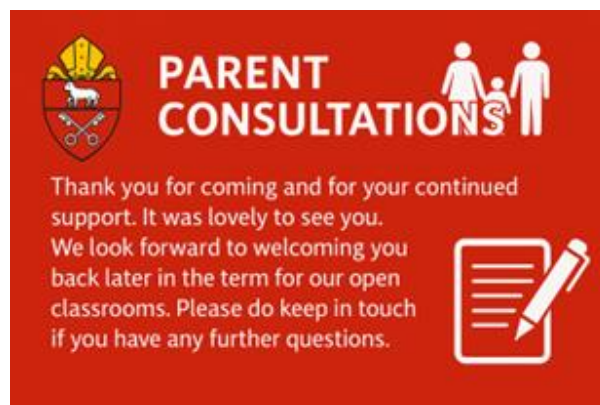 PARENT
CONSULTATIONS
Thank you for coming and for your continued
support. It was lovely to see you.
We look forward to welcoming you
back later in the term for our open
classrooms. Please do keep in touch
if you have any further questions.